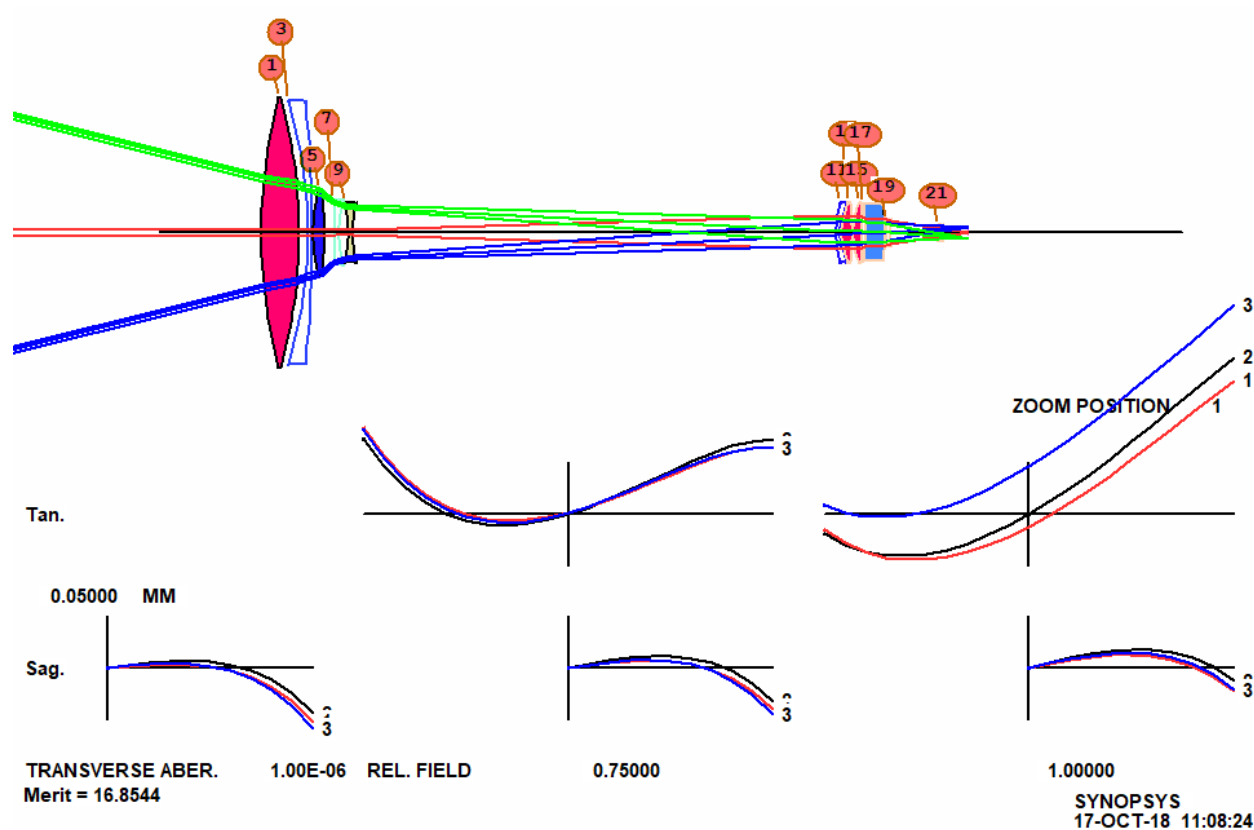 3
1
7
5
9
17
11
15
19
21
3
2
1
ZOOM POSITION 1
3
Tan.
0.05000 MM
Sag.
3
3
3
TRANSVERSE ABER. 1.00E-06 REL. FIELD 0.75000 1.00000
Merit = 16.8544
SYNOPSYS
17-OCT-18 11:08:24